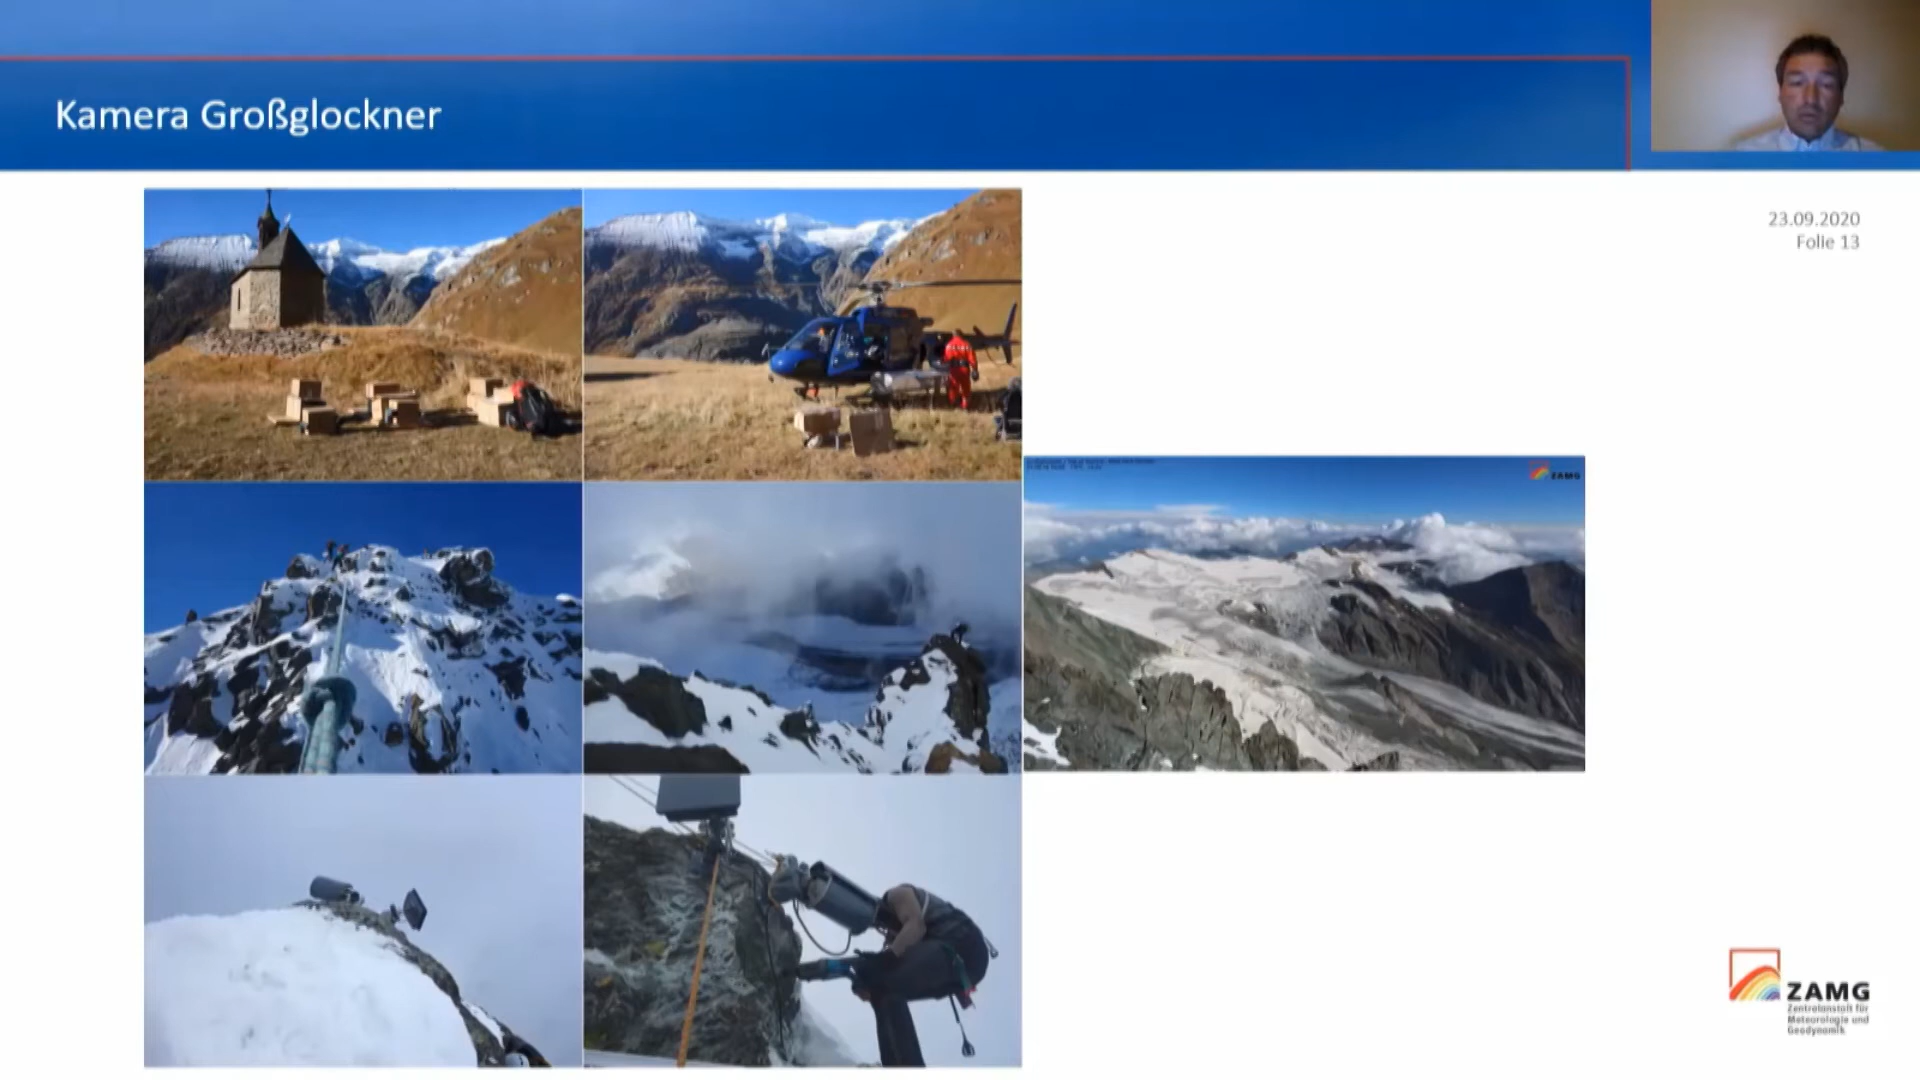 Kamera Großglockner
23.09.2020
Folie 13
ZAMG
ZAMG
Zentralanstalt für
Meteorologie und
Geodynamik